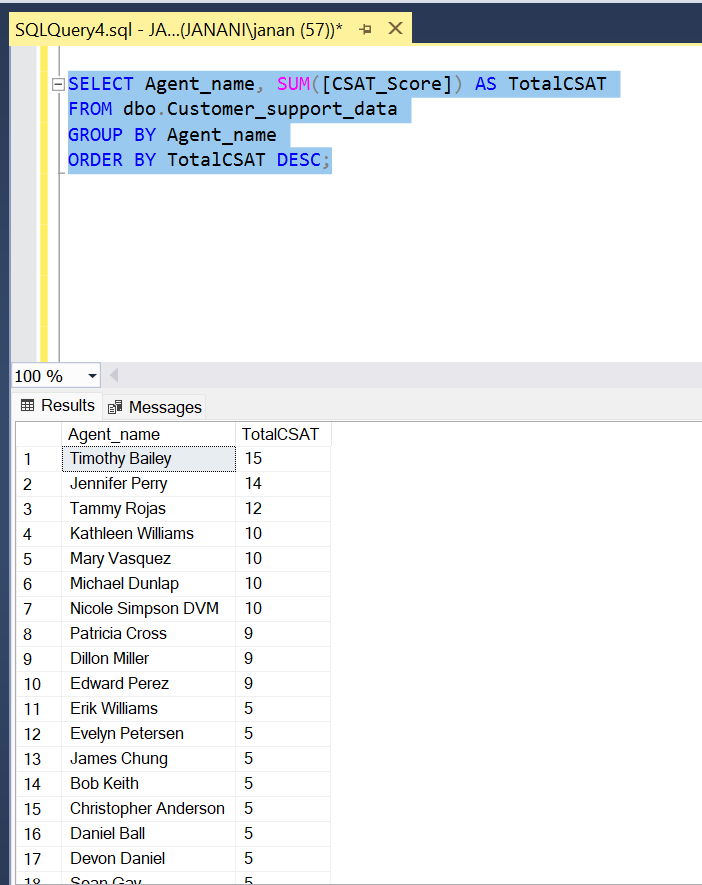 SQLQuery4.sql - JA...(JANANI\janan (57))*
SELECT Agent_name, SUM([CSAT_Score]) AS TotalCSAT
FROM dbo.Customer_support_data
GROUP BY Agent_name
ORDER BY TotalCSAT DESC;
100 %
Results Messages
Agent_name TotalCSAT
1 Timothy Bailey 15
2 Jennifer Perry 14
3 Tammy Rojas 12
4 Kathleen Williams 10
5 Mary Vasquez 10
6 Michael Dunlap 10
7 Nicole Simpson DVM 10
8 Patricia Cross 9
9 Dillon Miller 9
10 Edward Perez 9
11 Erik Williams 5
12 Evelyn Petersen 5
13 James Chung 5
14 Bob Keith 5
15 Christopher Anderson 5
16 Daniel Ball 5
17 Devon Daniel 5
18 Sean Gay 5